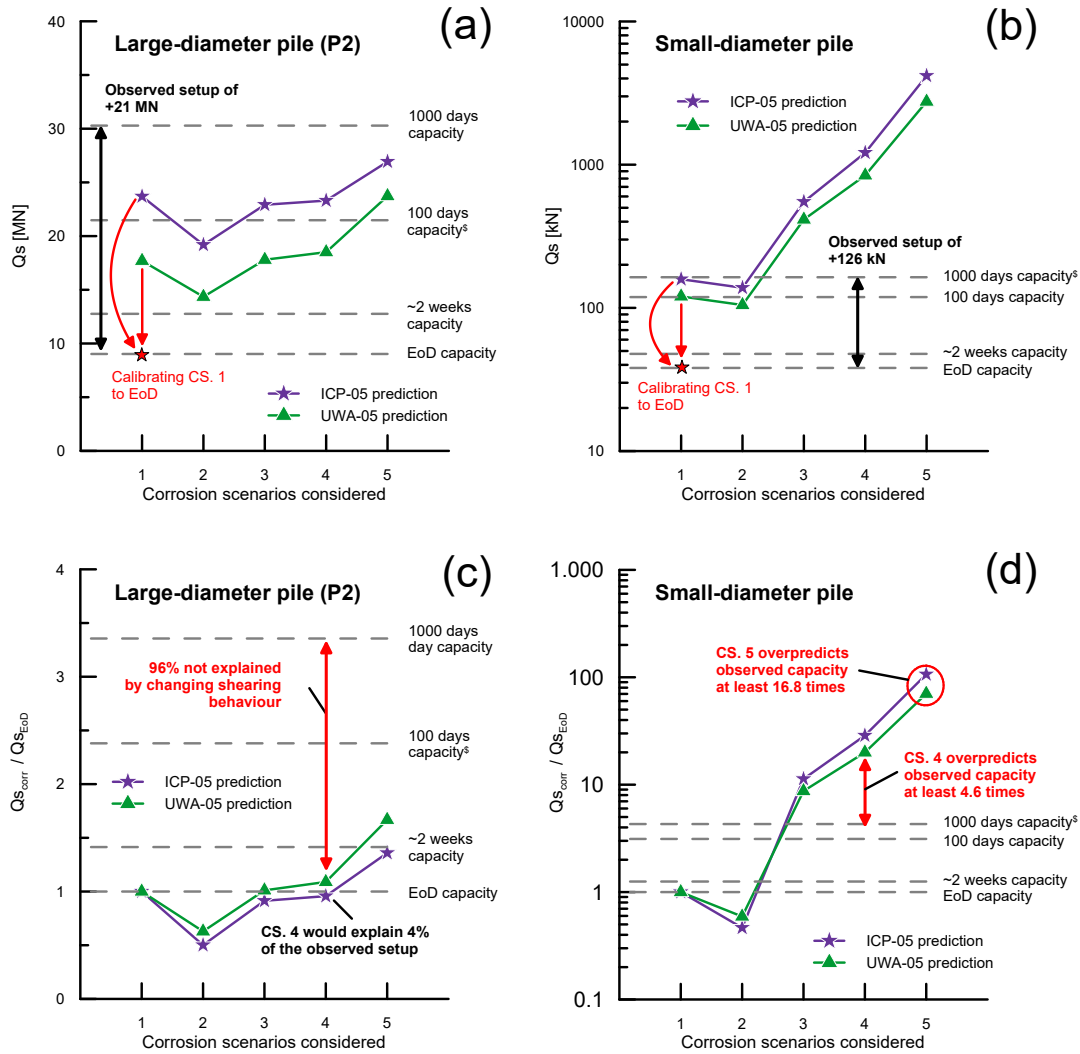 (a)
Large-diameter pile (P2)
Observed setup of
+21 MN
1000 days
capacity
100 days
capacity$
~2 weeks
capacity
EoD capacity
Calibrating CS. 1
to EoD
ICP-05 prediction
UWA-05 prediction
Qs [MN]
40
30
20
10
0
1 2 3 4 5
Corrosion scenarios considered
(b)
Small-diameter pile
ICP-05 prediction
UWA-05 prediction
Observed setup of
+126 kN
1000 days capacity$
100 days capacity
~2 weeks capacity
EoD capacity
Calibrating CS. 1
to EoD
Qs [kN]
10000
1000
100
10
1 2 3 4 5
Corrosion scenarios considered
(c)
Large-diameter pile (P2)
1000 days
day capacity
96% not explained
by changing shearing
behaviour
100 days
capacity$
ICP-05 prediction
UWA-05 prediction
~2 weeks
capacity
EoD capacity
CS. 4 would explain 4%
of the observed setup
Qscorr / QsEoD
4
3
2
1
0
1 2 3 4 5
Corrosion scenarios considered
(d)
Small-diameter pile
CS. 5 overpredicts
observed capacity
at least 16.8 times
CS. 4 overpredicts
observed capacity
at least 4.6 times
1000 days capacity$
100 days capacity
~2 weeks capacity
EoD capacity
ICP-05 prediction
UWA-05 prediction
Qscorr / QsEoD
1.000
100
10
1
0.1
1 2 3 4 5
Corrosion scenarios considered